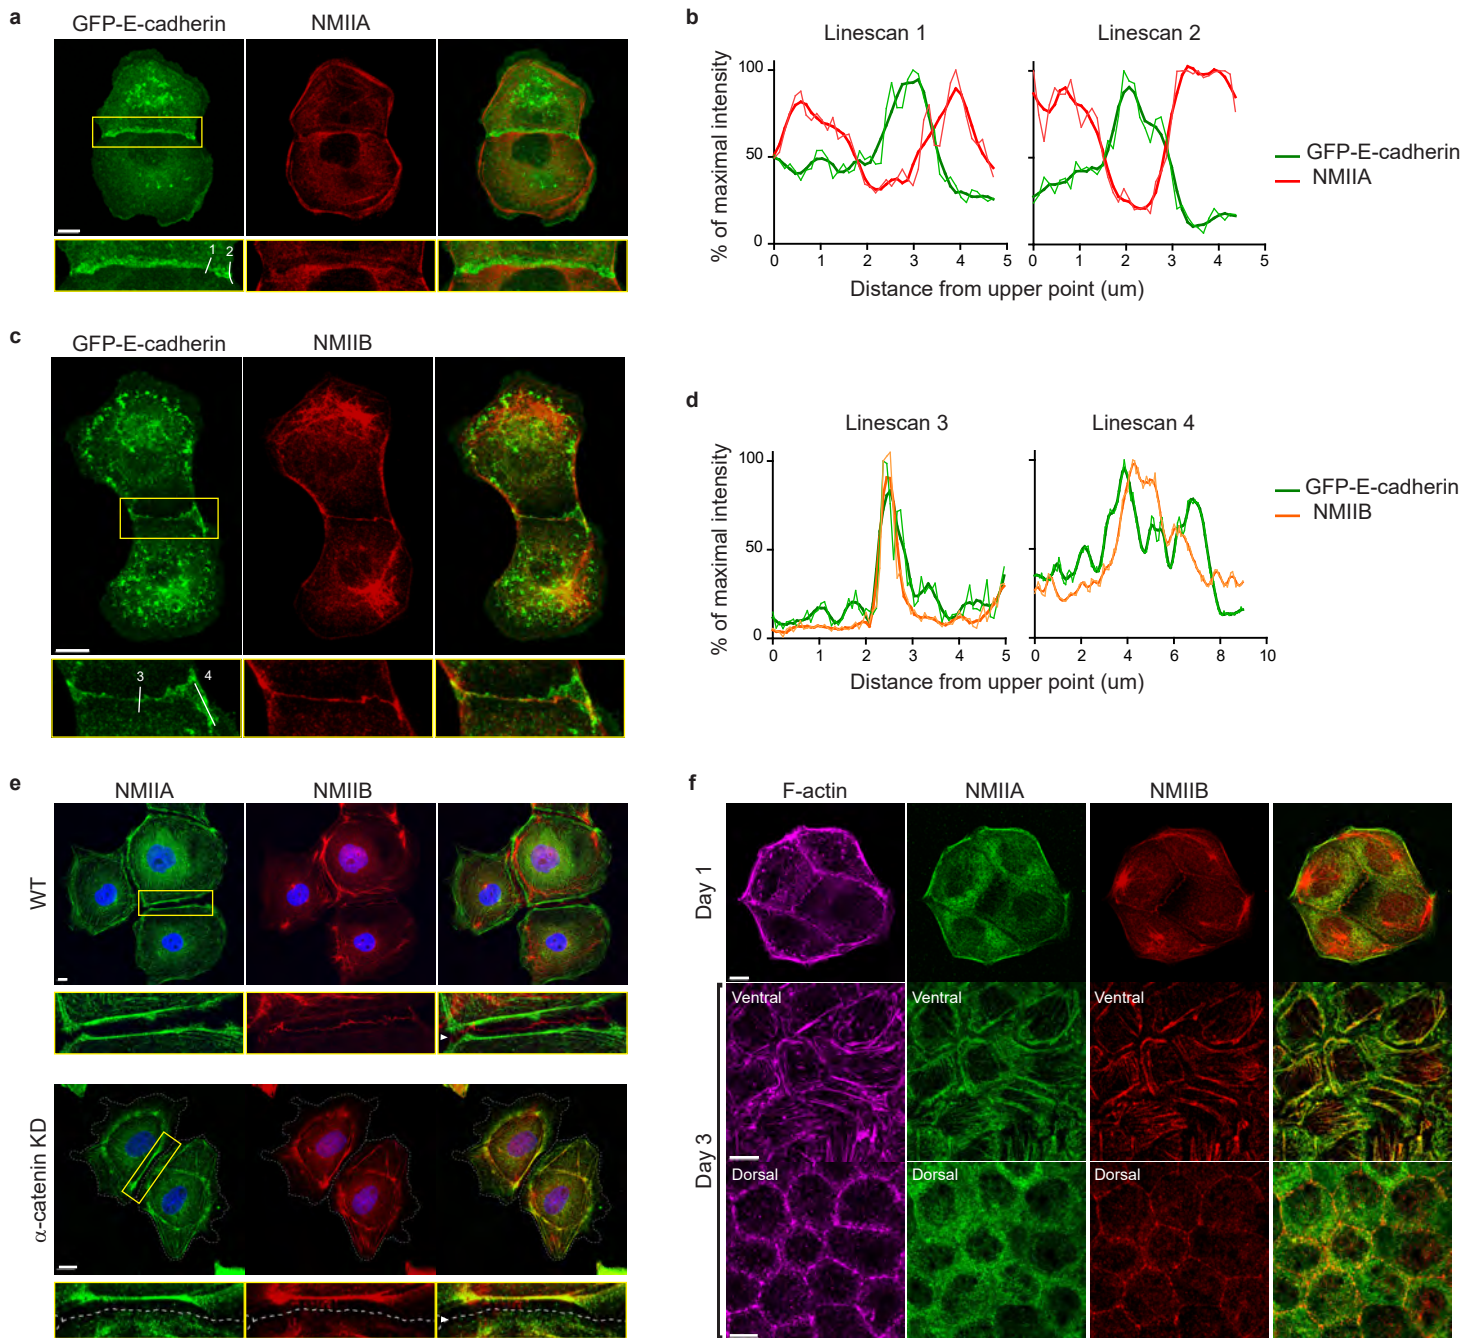 a
GFP-E-cadherin NMIIA
1 2
b
Linescan 1 Linescan 2
% of maximal intensity
100
50
0
0 1 2 3 4 5 0 1 2 3 4 5
Distance from upper point (um)
GFP-E-cadherin
NMIIA
c
GFP-E-cadherin NMIIB
3 4
d
Linescan 3 Linescan 4
% of maximal intensity
100
50
0
0 1 2 3 4 5 0 2 4 6 8 10
Distance from upper point (um)
GFP-E-cadherin
NMIIB
e
NMIIA NMIIB
WT
α-catenin KD
f
F-actin NMIIA NMIIB
Day 1
Day 3
Ventral Ventral Ventral
Dorsal Dorsal Dorsal